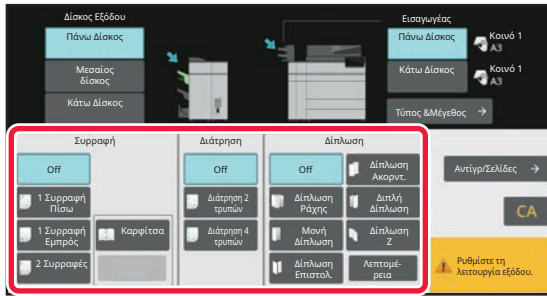 Δίσκος Εξόδου
Πάνω Δίσκος
Μεσαίος
δίσκος
Κάτω Δίσκος
Εισαγωγέας
Πάνω Δίσκος
Κοινό 1
A3
Κάτω Δίσκος
Κοινό 1
A3
Τύπος &Μέγεθος
Συρραφή
Off
1 Συρραφή
Πίσω
1 Συρραφή
Εμπρός
2 Συρραφές
Καρφίτσα
Διάτρηση
Off
Διάτρηση 2
τρυπών
Διάτρηση 4
τρυπών
Δίπλωση
Off
Δίπλωση
Ακορντ.
Δίπλωση
Ράχης
Διπλή
Δίπλωση
Μονή
Δίπλωση
Δίπλωση
Z
Δίπλωση
Επιστολ.
Λεπτομέ-
ρεια
Αντίγρ/Σελίδες
CA
Ρυθμίστε τη
λειτουργία εξόδου.